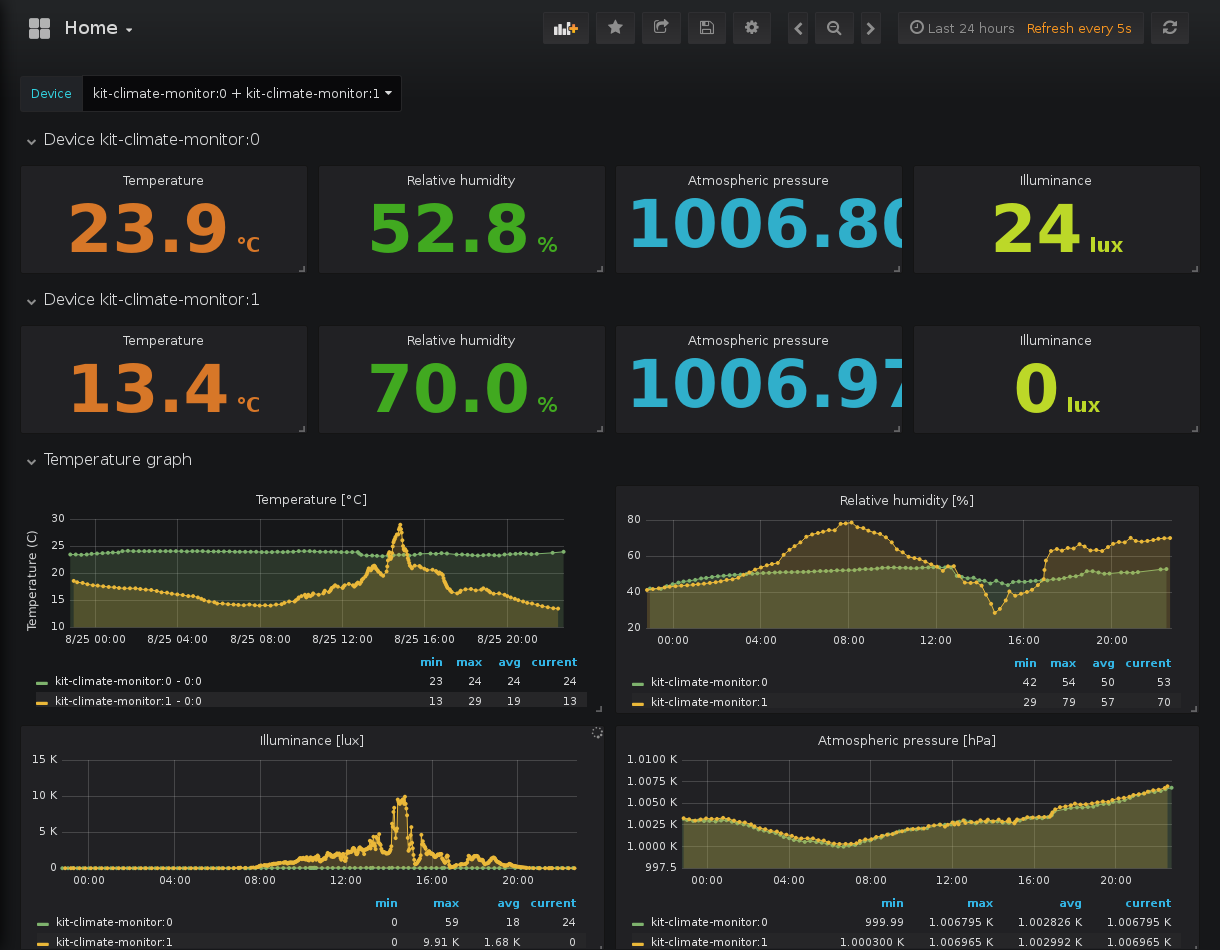 Home
Last 24 hours Refresh every 5s
Device kit-climate-monitor:0 + kit-climate-monitor:1
Device kit-climate-monitor:0
Temperature Relative humidity Atmospheric pressure Illuminance
23.9 °C 52.8 % 1006.80 24 lux
Device kit-climate-monitor:1
Temperature Relative humidity Atmospheric pressure Illuminance
13.4 °C 70.0 % 1006.97 0 lux
Temperature graph
Temperature [°C]
Temperature (C)
30
25
20
15
10
8/25 00:00 8/25 04:00 8/25 08:00 8/25 12:00 8/25 16:00 8/25 20:00
min max avg current
kit-climate-monitor:0 - 0:0 23 24 24 24
kit-climate-monitor:1 - 0:0 13 29 19 13
Relative humidity [%]
80
60
40
20
00:00 04:00 08:00 12:00 16:00 20:00
min max avg current
kit-climate-monitor:0 42 54 50 53
kit-climate-monitor:1 29 79 57 70
Illuminance [lux]
15 K
10 K
5 K
0
00:00 04:00 08:00 12:00 16:00 20:00
min max avg current
kit-climate-monitor:0 0 59 18 24
kit-climate-monitor:1 0 9.91 K 1.68 K 0
Atmospheric pressure [hPa]
1.0100 K
1.0075 K
1.0050 K
1.0025 K
1.0000 K
997.5
00:00 04:00 08:00 12:00 16:00 20:00
min max avg current
kit-climate-monitor:0 999.99 1.006795 K 1.002826 K 1.006795 K
kit-climate-monitor:1 1.000300 K 1.006965 K 1.002992 K 1.006965 K